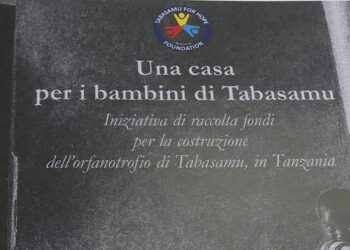 TABASAMU FOR HOPE
FOUNDATION
Una casa
per i bambini di Tabasamu
Iniziativa di raccolta fondi
per la costruzione
dell'orfanotrofio di Tabasamu, in Tanzania